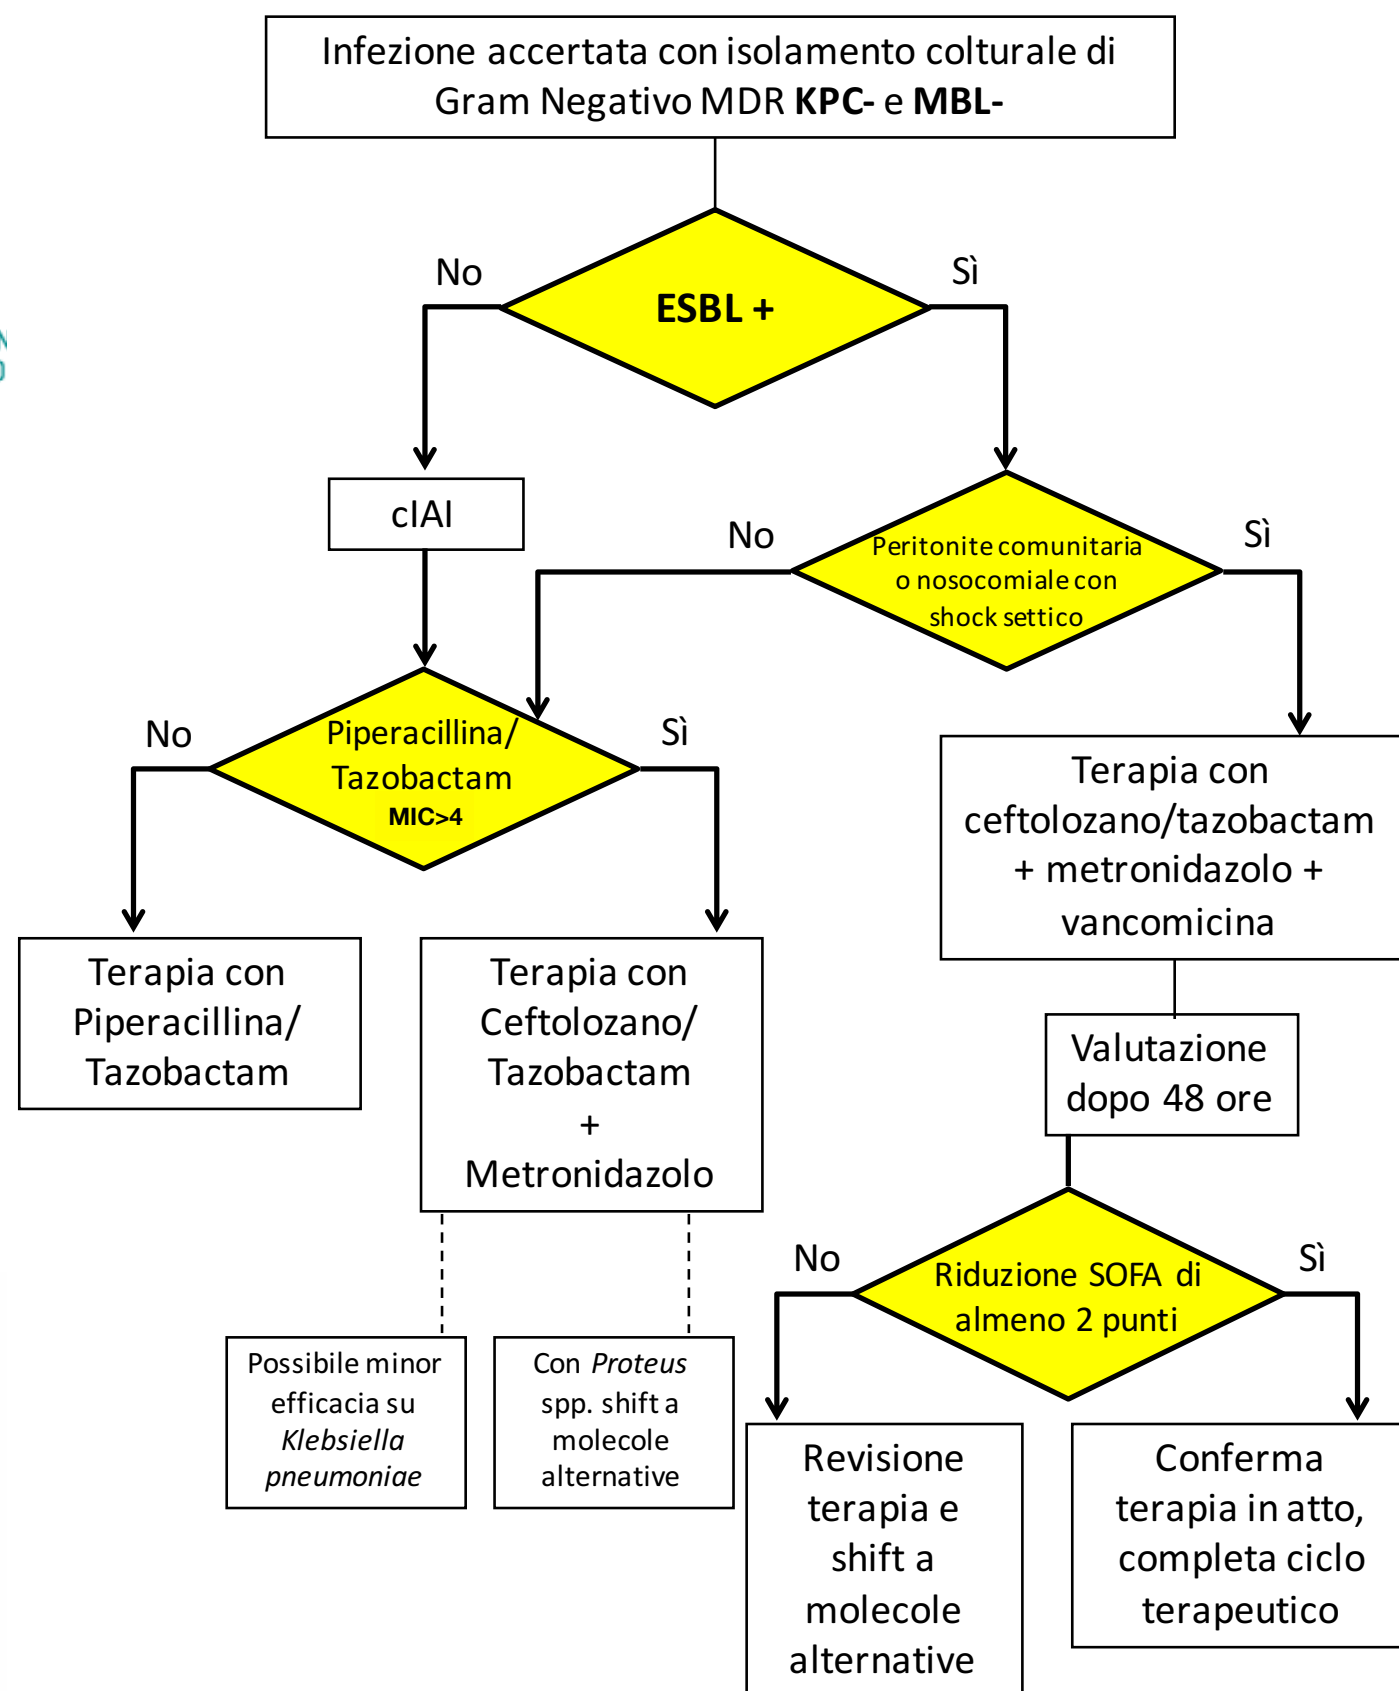 Infezione accertata con isolamento colturale di
Gram Negativo MDR KPC- e MBL-
No
Sì
ESBL +
cIAI
No
Sì
Peritonite comunitaria
o nosocomiale con
shock settico
No
Sì
Piperacillina/
Tazobactam
MIC>4
Terapia con
ceftolozano/tazobactam
+ metronidazolo +
vancomicina
Terapia con
Piperacillina/
Tazobactam
Terapia con
Ceftolozano/
Tazobactam
+
Metronidazolo
Valutazione
dopo 48 ore
No
Sì
Riduzione SOFA di
almeno 2 punti
Possibile minor
efficacia su
Klebsiella
pneumoniae
Con Proteus
spp. shift a
molecole
alternative
Revisione
terapia e
shift a
molecole
alternative
Conferma
terapia in atto,
completa ciclo
terapeutico